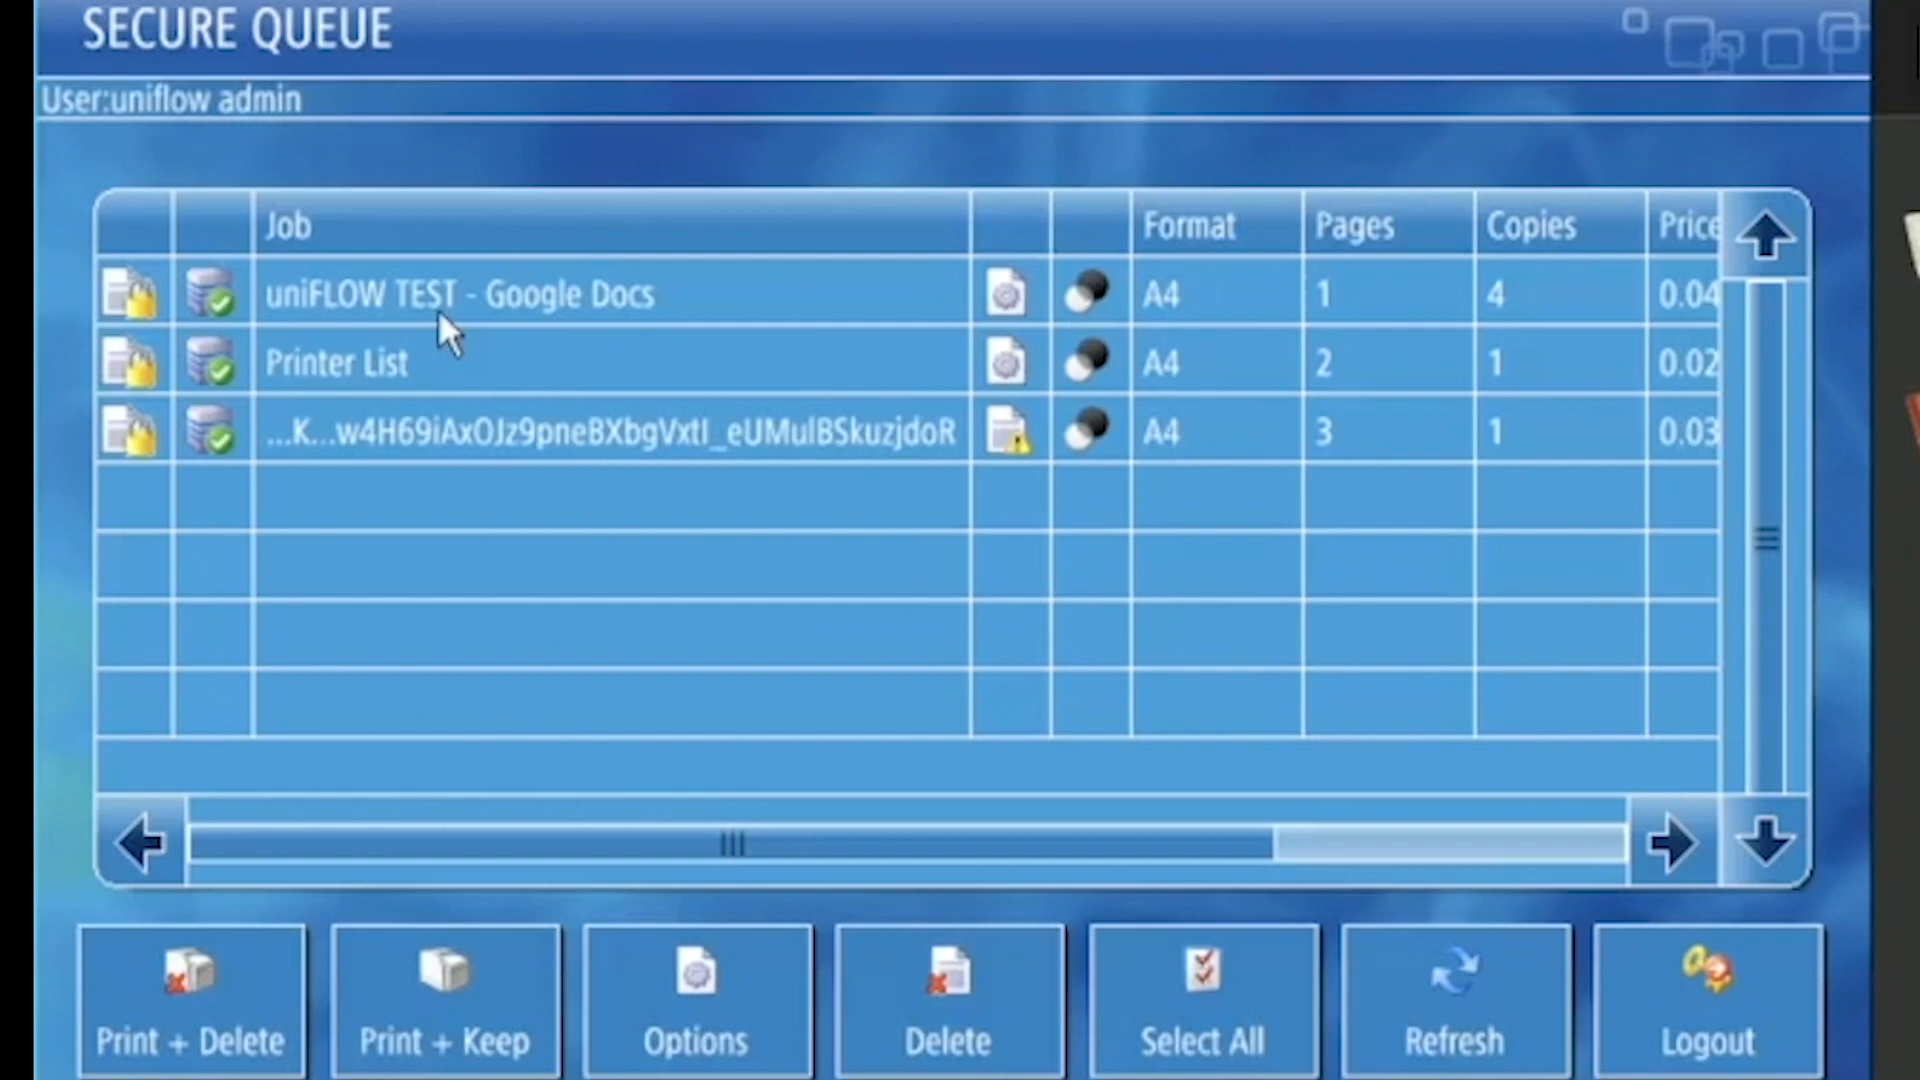 SECURE QUEUE
User:uniflow admin
Job Format Pages Copies Price
uniFLOW TEST - Google Docs A4 1 4 0.04
Printer List A4 2 1 0.02
...K...w4H69iAxOJz9pneBXbgVxtI_eUMulBSkuzjdoR A4 3 1 0.03
Print + Delete Print + Keep Options Delete Select All Refresh Logout